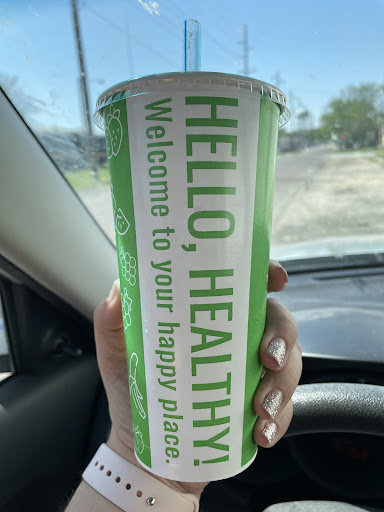 HELLO, HEALTHY!
Welcome to your happy place.